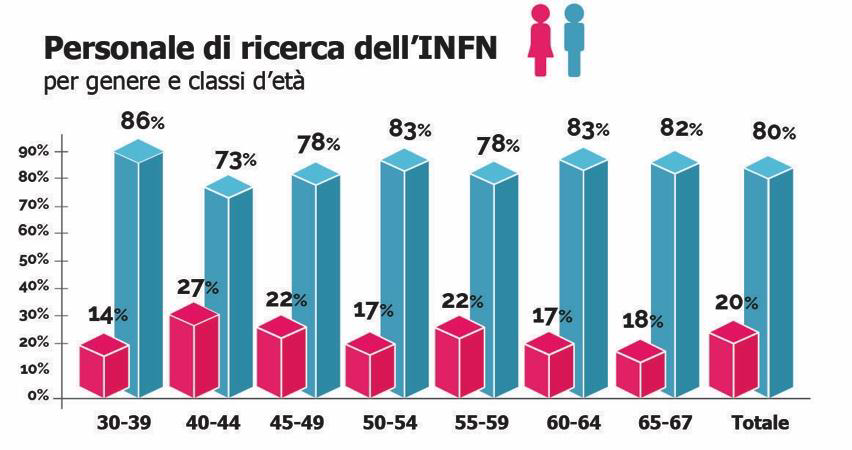 Personale di ricerca dell'INFN
per genere e classi d'età
86% 73% 78% 83% 78% 83% 82% 80%
90%
80%
70%
60%
50%
40%
30%
20%
10%
0%
14% 27% 22% 17% 22% 17% 18% 20%
30-39 40-44 45-49 50-54 55-59 60-64 65-67 Totale